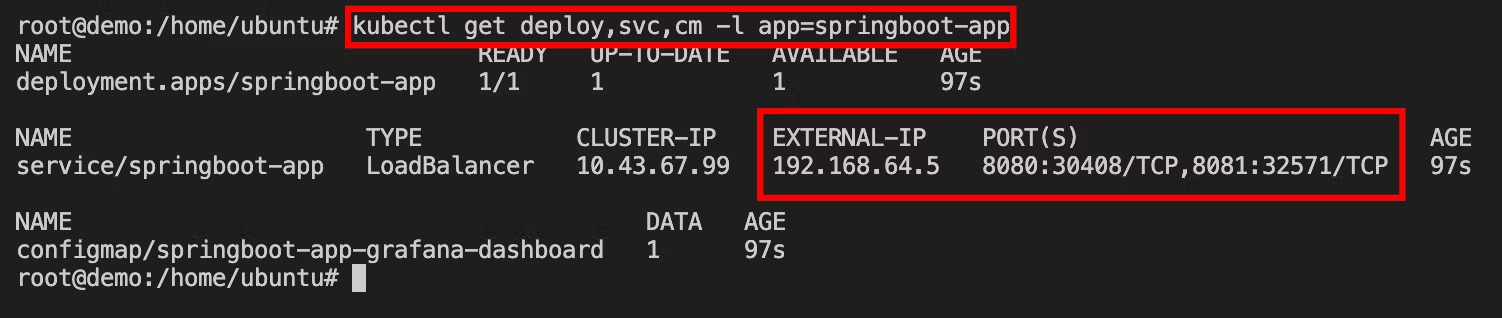 root@demo:/home/ubuntu# kubectl get deploy,svc,cm -l app=springboot-app
NAME READY UP-TO-DATE AVAILABLE AGE
deployment.apps/springboot-app 1/1 1 1 97s
NAME TYPE CLUSTER-IP EXTERNAL-IP PORT(S) AGE
service/springboot-app LoadBalancer 10.43.67.99 192.168.64.5 8080:30408/TCP,8081:32571/TCP 97s
NAME DATA AGE
configmap/springboot-app-grafana-dashboard 1 97s
root@demo:/home/ubuntu#